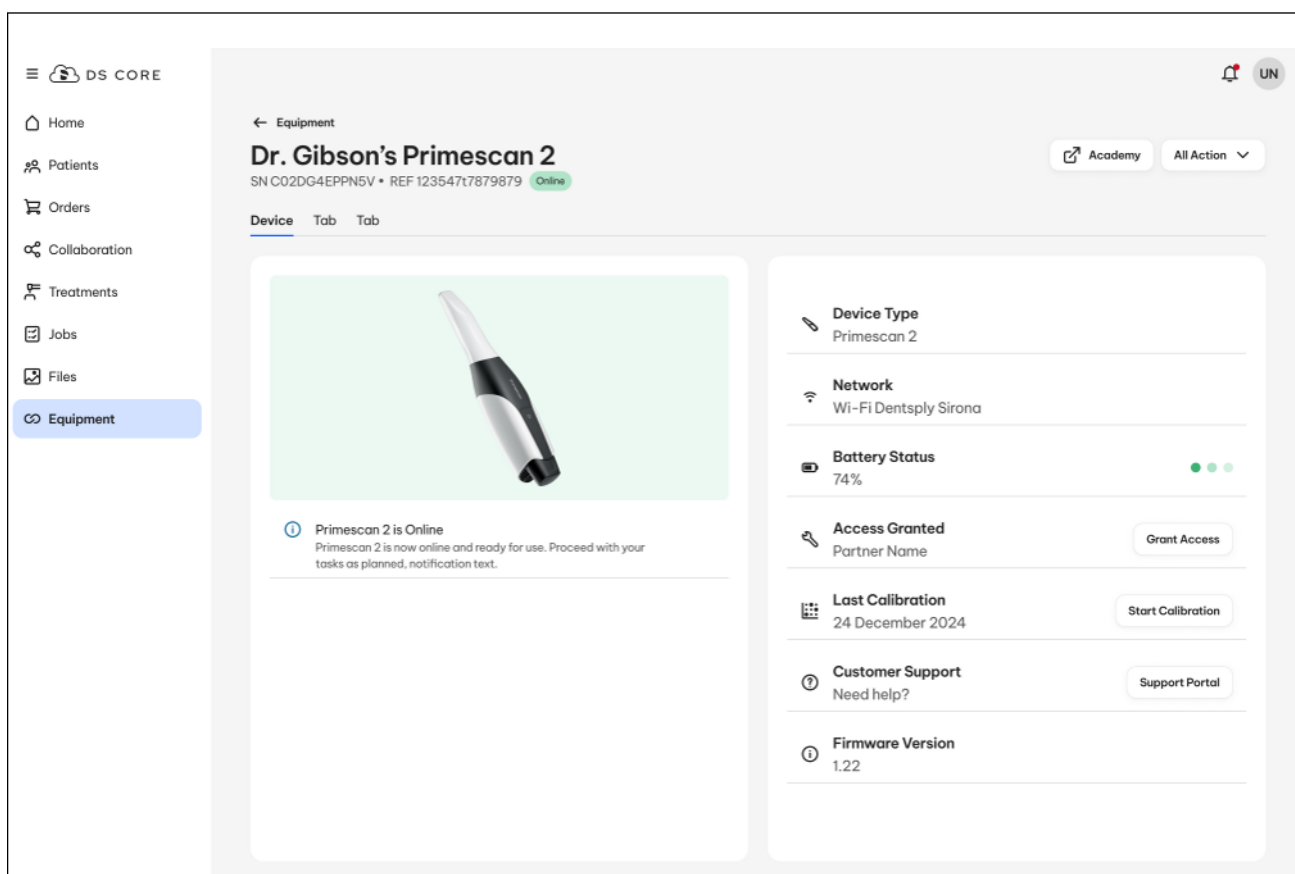 DS CORE
UN
Home
Patients
Orders
Collaboration
Treatments
Jobs
Files
Equipment
Equipment
Dr. Gibson’s Primescan 2
SN C02DG4EPPN5V • REF 123547t7879879 Online
Academy
All Action
Device Tab Tab
Primescan 2 is Online
Primescan 2 is now online and ready for use. Proceed with your
tasks as planned, notification text.
Device Type
Primescan 2
Network
Wi-Fi Dentsply Sirona
Battery Status
74%
Access Granted
Partner Name
Grant Access
Last Calibration
24 December 2024
Start Calibration
Customer Support
Need help?
Support Portal
Firmware Version
1.22